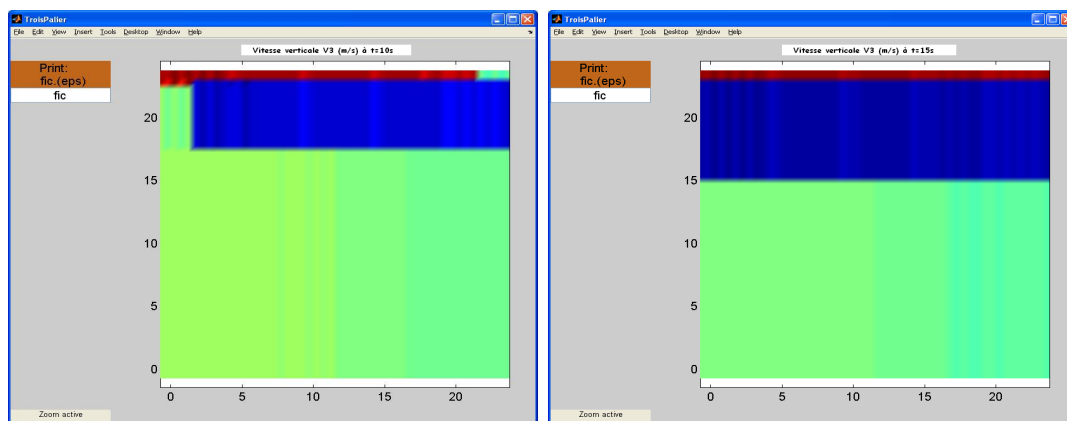 TroisPalier
File Edit View Insert Tools Desktop Window Help
Vitesse verticale V3 (m/s) à t=10s
Print:
fic.(eps)
fic
20
15
10
5
0
0 5 10 15 20
Zoom active
TroisPalier
File Edit View Insert Tools Desktop Window Help
Vitesse verticale V3 (m/s) à t=15s
Print:
fic.(eps)
fic
20
15
10
5
0
0 5 10 15 20
Zoom active